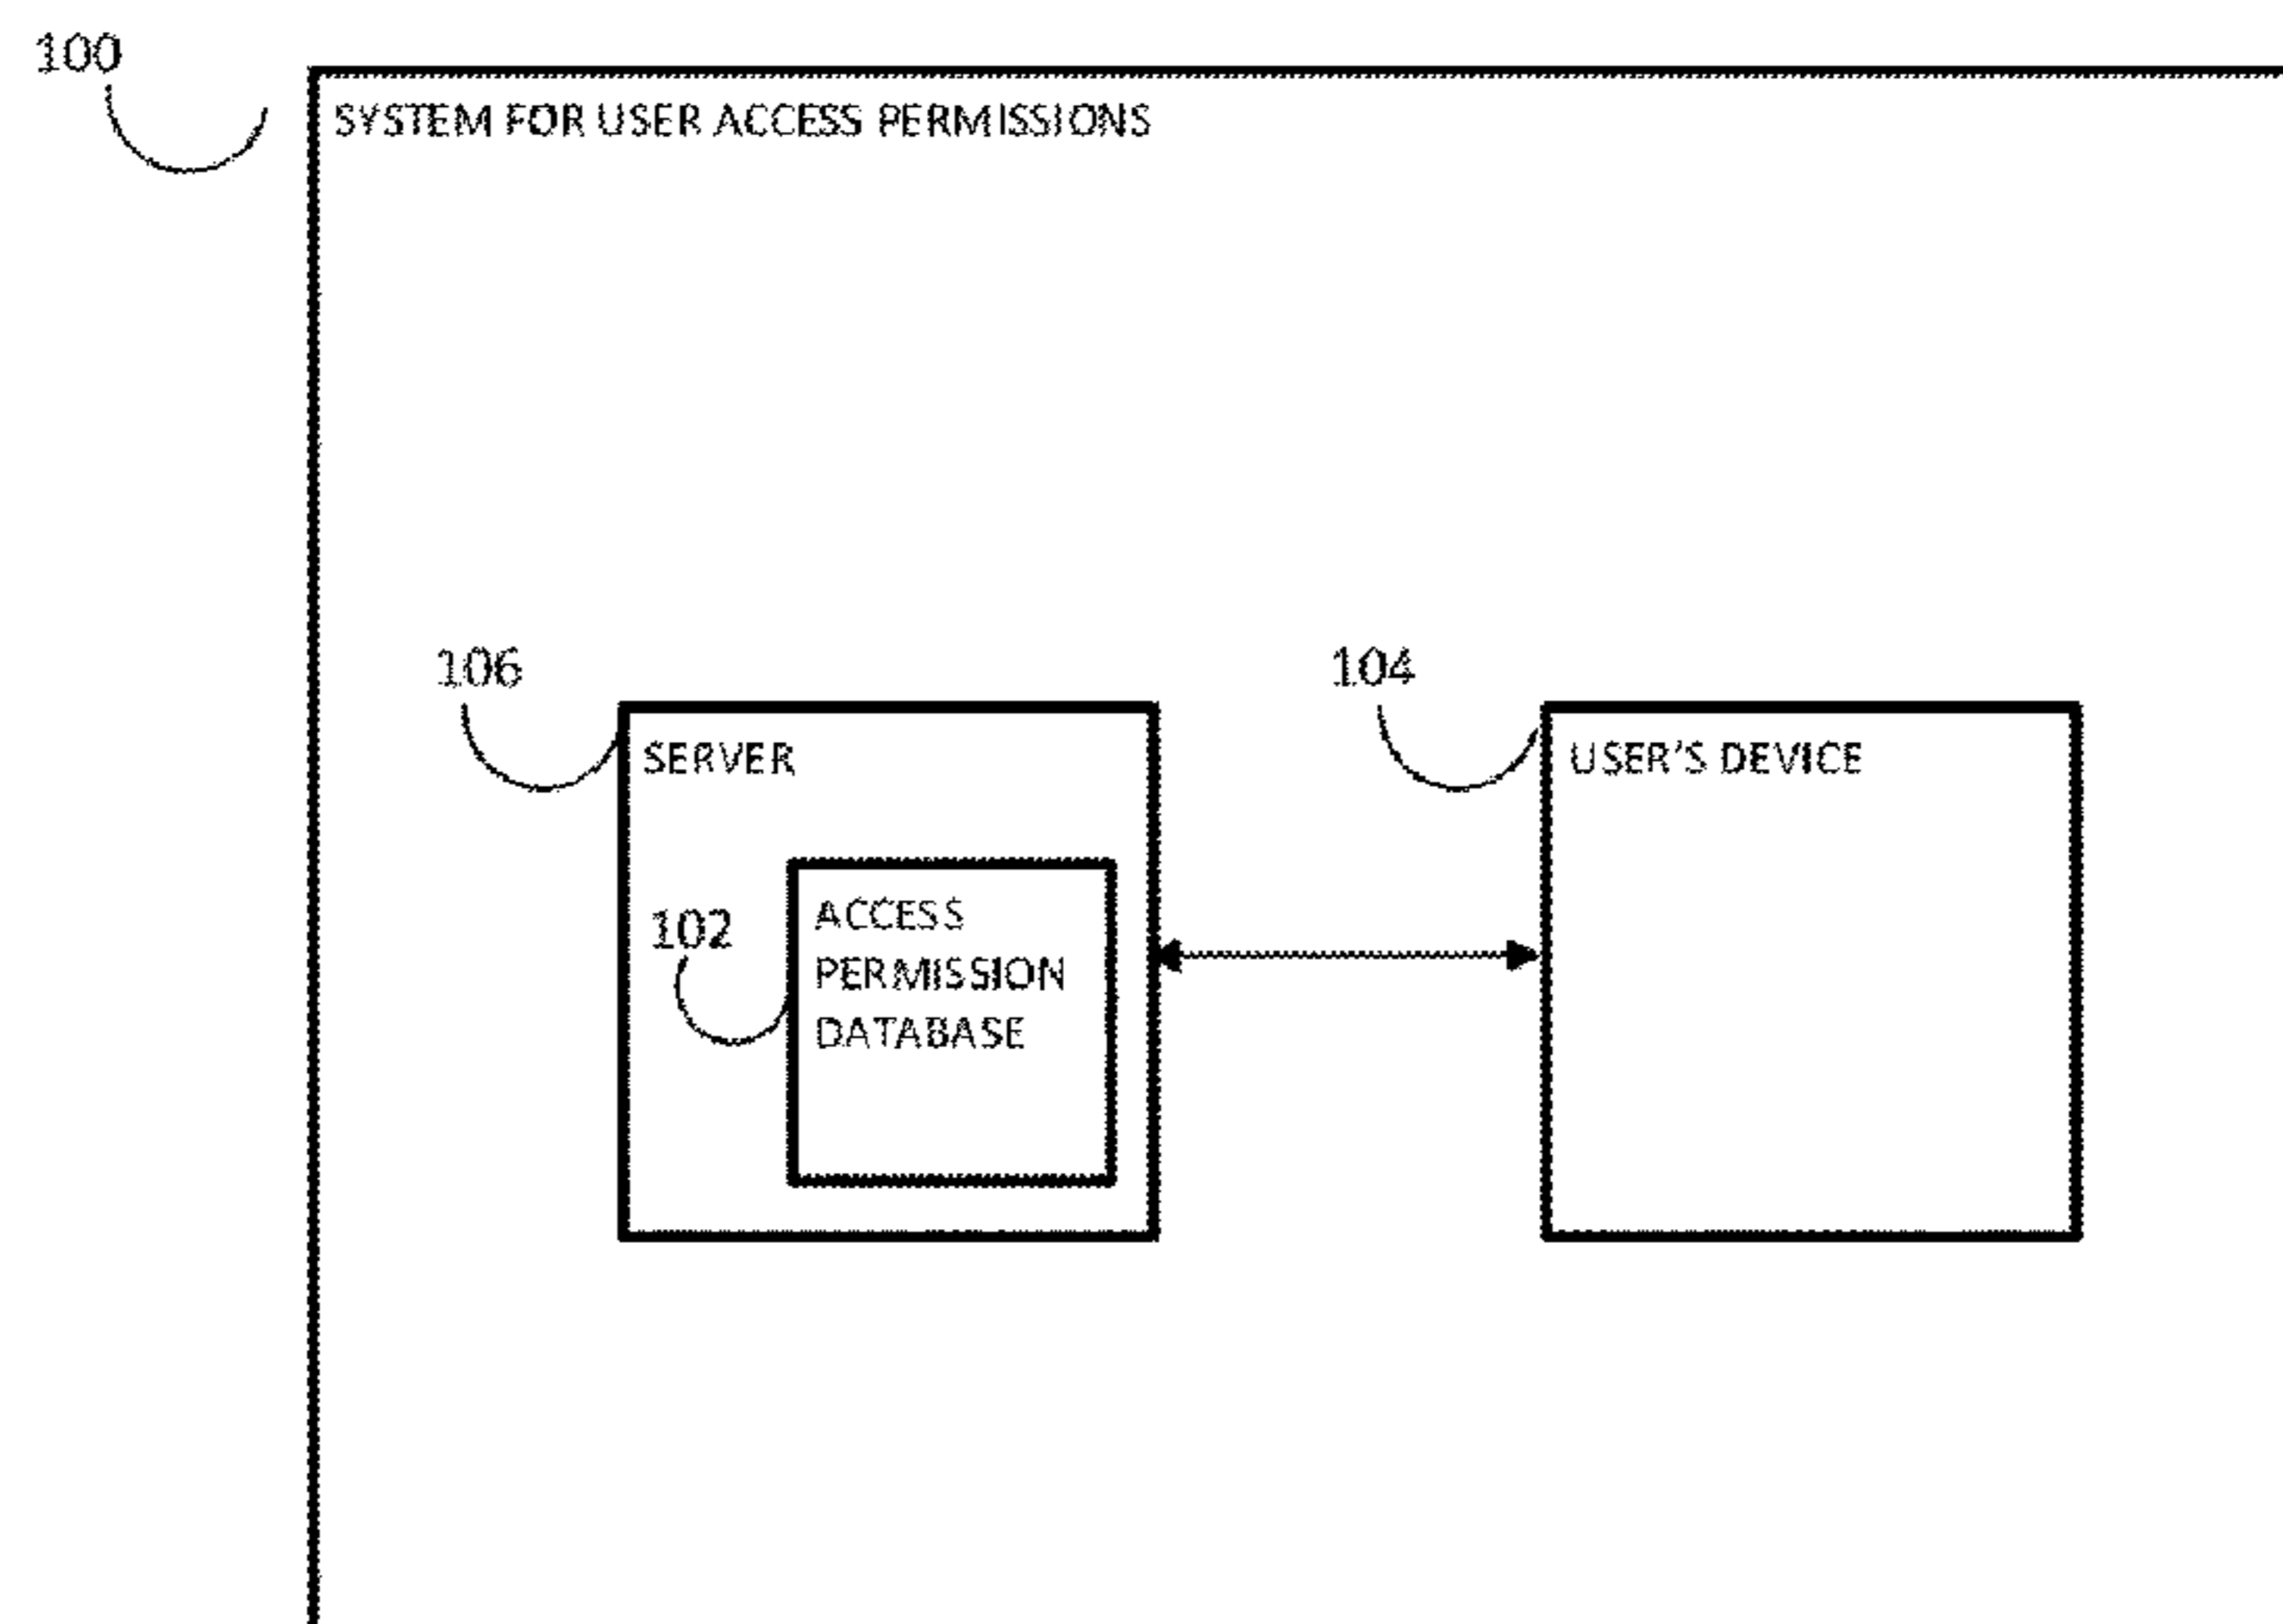 100
SYSTEM FOR USER ACCESS PERMISSIONS
106
104
SERVER
USER'S DEVICE
102
ACCESS
PERMISSION
DATABASE